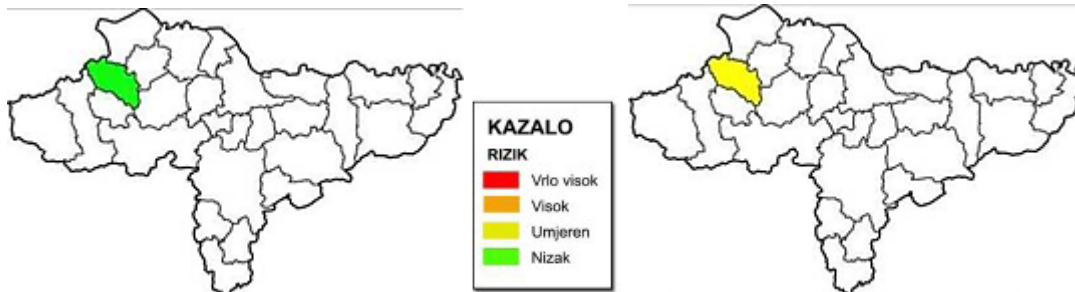 KAZALO
RIZIK
Vrlo visok
Visok
Umjeren
Nizak